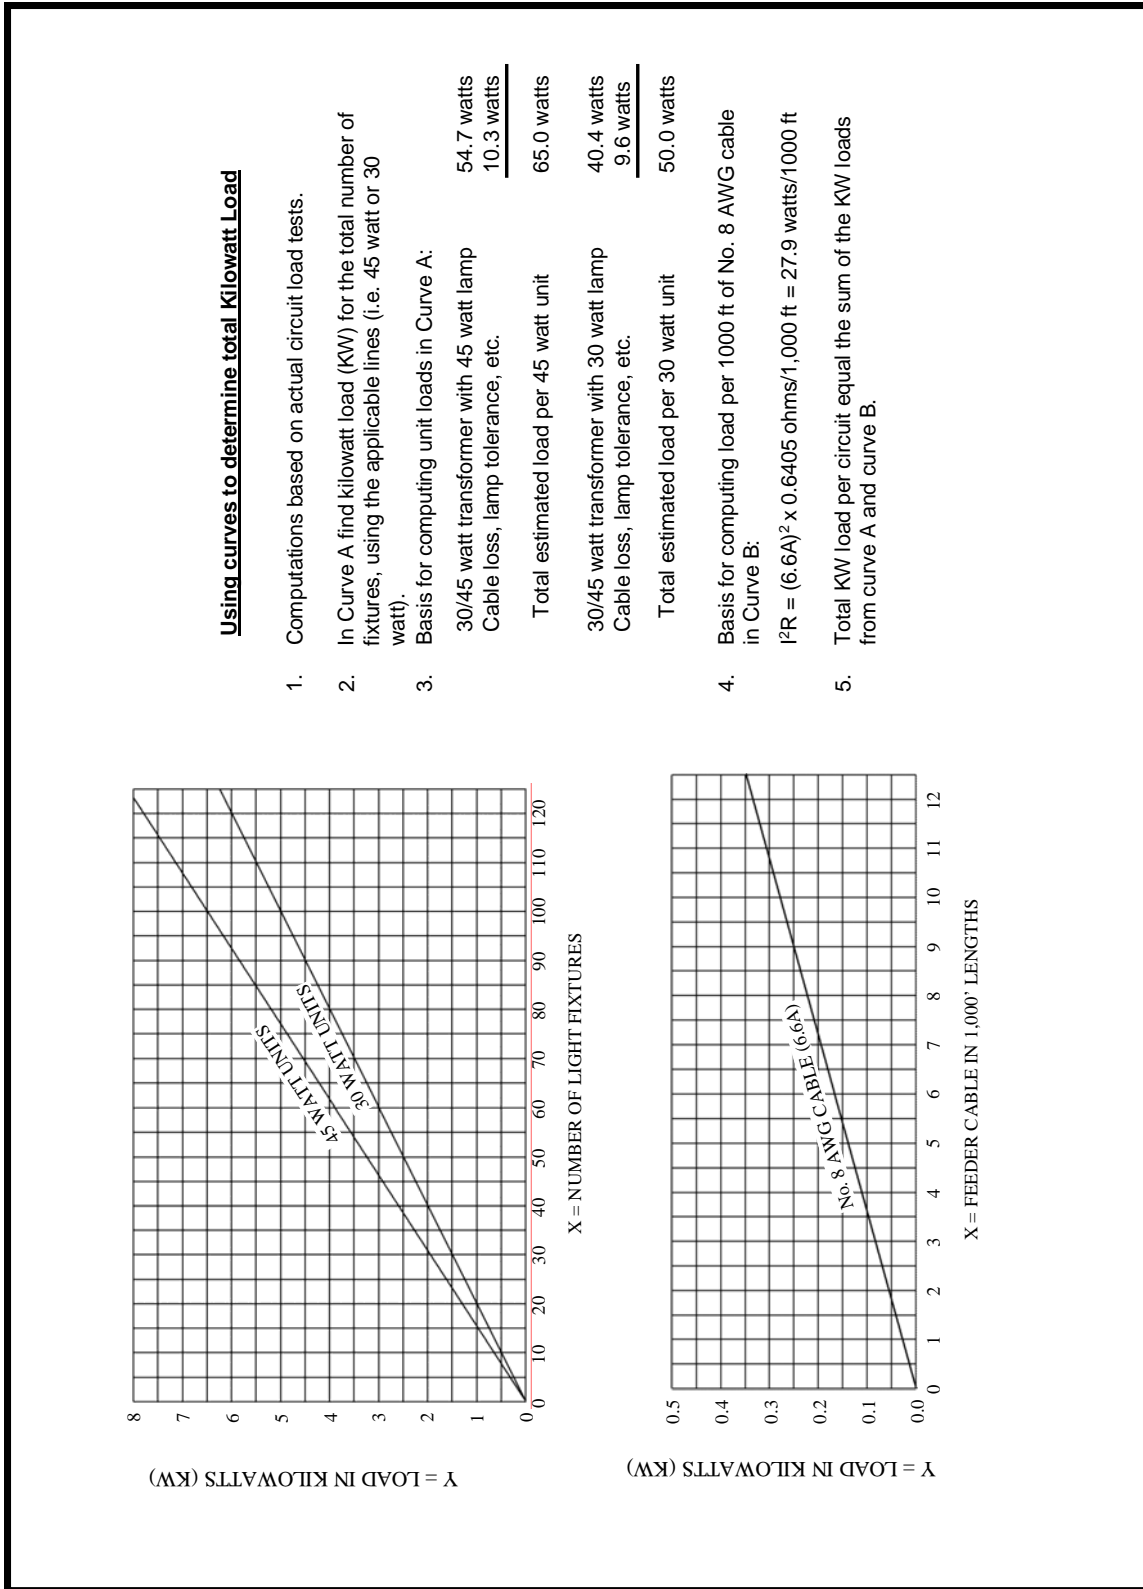 Using curves to determine total Kilowatt Load
1. Computations based on actual circuit load tests.
2. In Curve A find kilowatt load (KW) for the total number of
fixtures, using the applicable lines (i.e. 45 watt or 30
watt).
3. Basis for computing unit loads in Curve A:
30/45 watt transformer with 45 watt lamp 54.7 watts
Cable loss, lamp tolerance, etc. 10.3 watts
Total estimated load per 45 watt unit 65.0 watts
30/45 watt transformer with 30 watt lamp 40.4 watts
Cable loss, lamp tolerance, etc. 9.6 watts
Total estimated load per 30 watt unit 50.0 watts
4. Basis for computing load per 1000 ft of No. 8 AWG cable
in Curve B:
I²R = (6.6A)² x 0.6405 ohms/1,000 ft = 27.9 watts/1000 ft
5. Total KW load per circuit equal the sum of the KW loads
from curve A and curve B.
Y = LOAD IN KILOWATTS (KW)
8
7
6
5
4
3
2
1
0
45 WATT UNITS
30 WATT UNITS
0 10 20 30 40 50 60 70 80 90 100 110 120
X = NUMBER OF LIGHT FIXTURES
Y = LOAD IN KILOWATTS (KW)
0.5
0.4
0.3
0.2
0.1
0.0
No. 8 AWG CABLE (6.6A)
0 1 2 3 4 5 6 7 8 9 10 11 12
X = FEEDER CABLE IN 1,000' LENGTHS